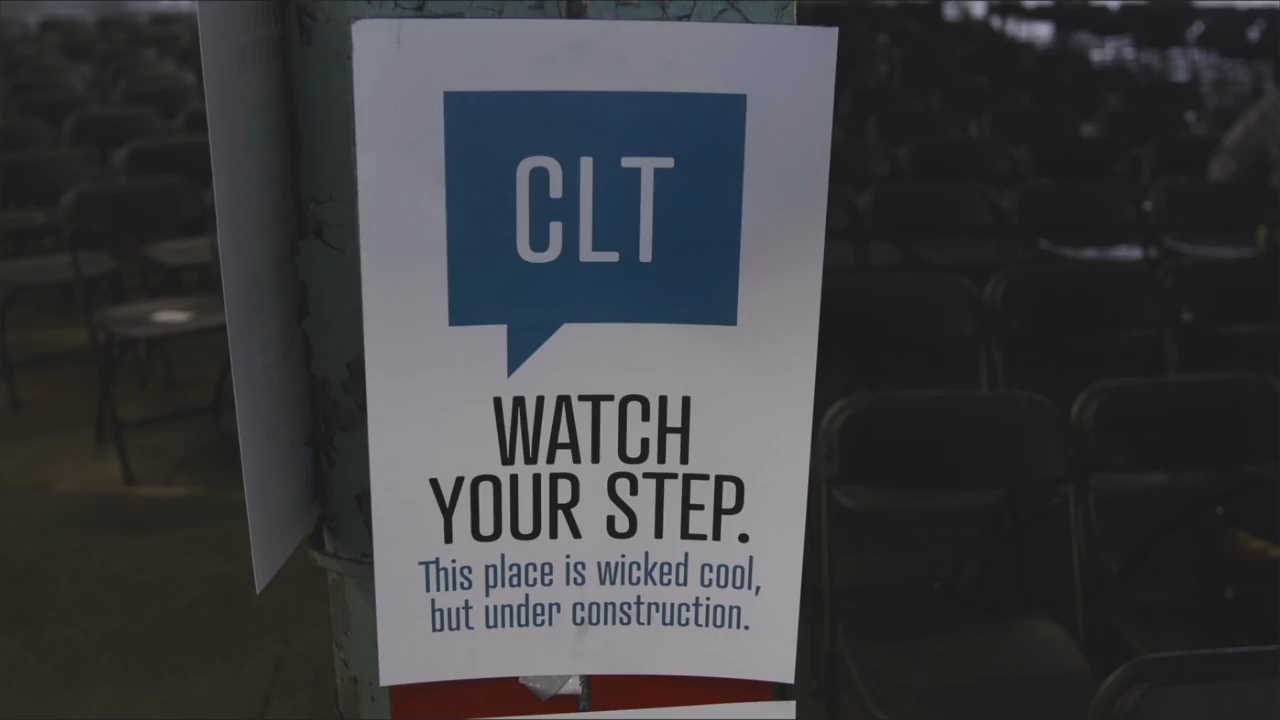 CLT
WATCH
YOUR STEP.
This place is wicked cool,
but under construction.